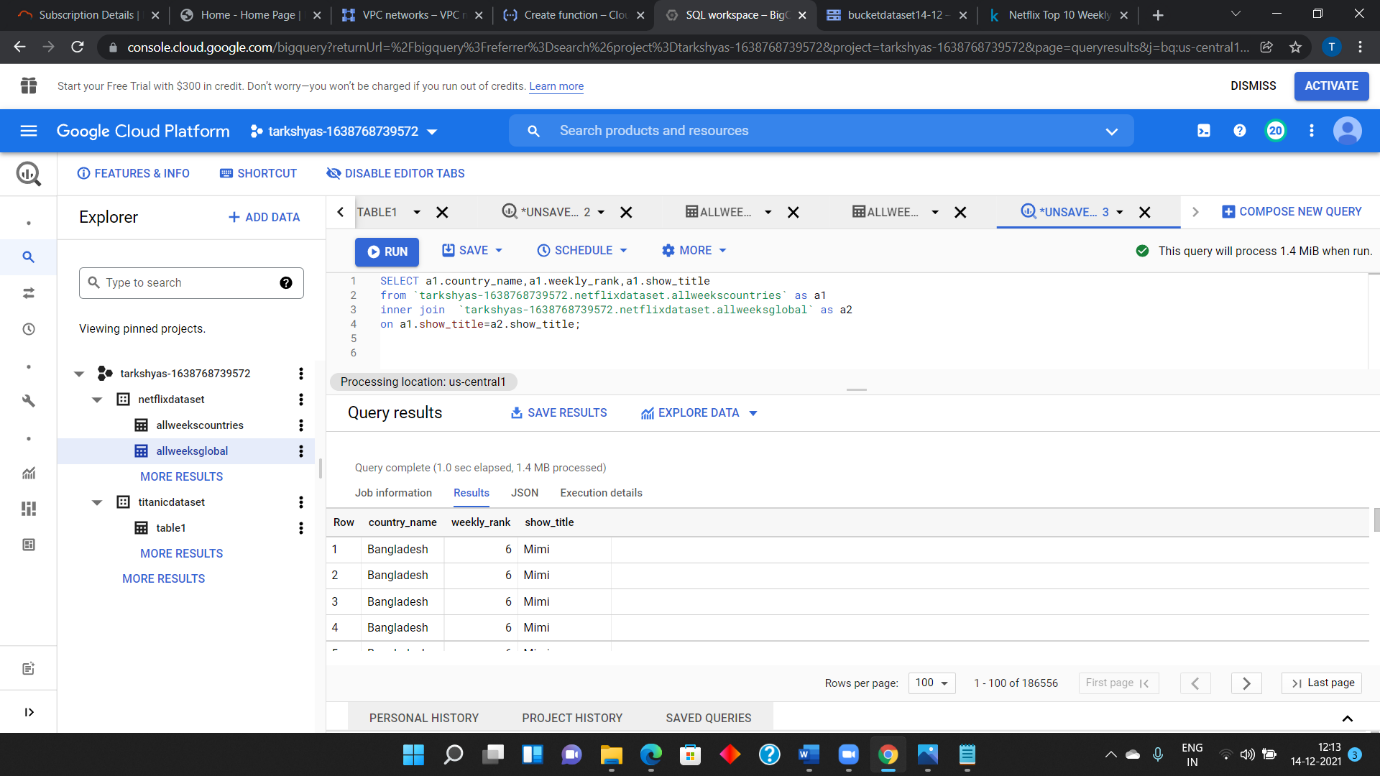 Subscription Details |
Home - Home Page |
VPC networks – VPC n
Create function – Clou
SQL workspace – BigQ
bucketdataset14-12 –
Netflix Top 10 Weekly
console.cloud.google.com/bigquery?returnUrl=%2Fbigquery%3Freferrer%3Dsearch%26project%3Dtarkshyas-1638768739572&project=tarkshyas-1638768739572&page=queryresults&j=bq:us-central1...
T
Start your Free Trial with $300 in credit. Don't worry—you won't be charged if you run out of credits. Learn more
DISMISS
ACTIVATE
Google Cloud Platform
tarkshyas-1638768739572
Search products and resources
20
FEATURES & INFO
SHORTCUT
DISABLE EDITOR TABS
Explorer
+ ADD DATA
TABLE1
*UNSAVE... 2
ALLWEE...
ALLWEE...
*UNSAVE... 3
COMPOSE NEW QUERY
RUN
SAVE
SCHEDULE
MORE
This query will process 1.4 MiB when run.
Type to search
Viewing pinned projects.
tarkshyas-1638768739572
netflixdataset
allweekscountries
allweeksglobal
MORE RESULTS
titanicdataset
table1
MORE RESULTS
MORE RESULTS
1 SELECT a1.country_name,a1.weekly_rank,a1.show_title
2 from `tarkshyas-1638768739572.netflixdataset.allweekscountries` as a1
3 inner join `tarkshyas-1638768739572.netflixdataset.allweeksglobal` as a2
4 on a1.show_title=a2.show_title;
5
6
Processing location: us-central1
Query results
SAVE RESULTS
EXPLORE DATA
Query complete (1.0 sec elapsed, 1.4 MB processed)
Job information Results JSON Execution details
Row country_name weekly_rank show_title
1 Bangladesh 6 Mimi
2 Bangladesh 6 Mimi
3 Bangladesh 6 Mimi
4 Bangladesh 6 Mimi
Rows per page: 100 1 - 100 of 186556 First page Last page
PERSONAL HISTORY PROJECT HISTORY SAVED QUERIES
ENG
IN
12:13
14-12-2021
3